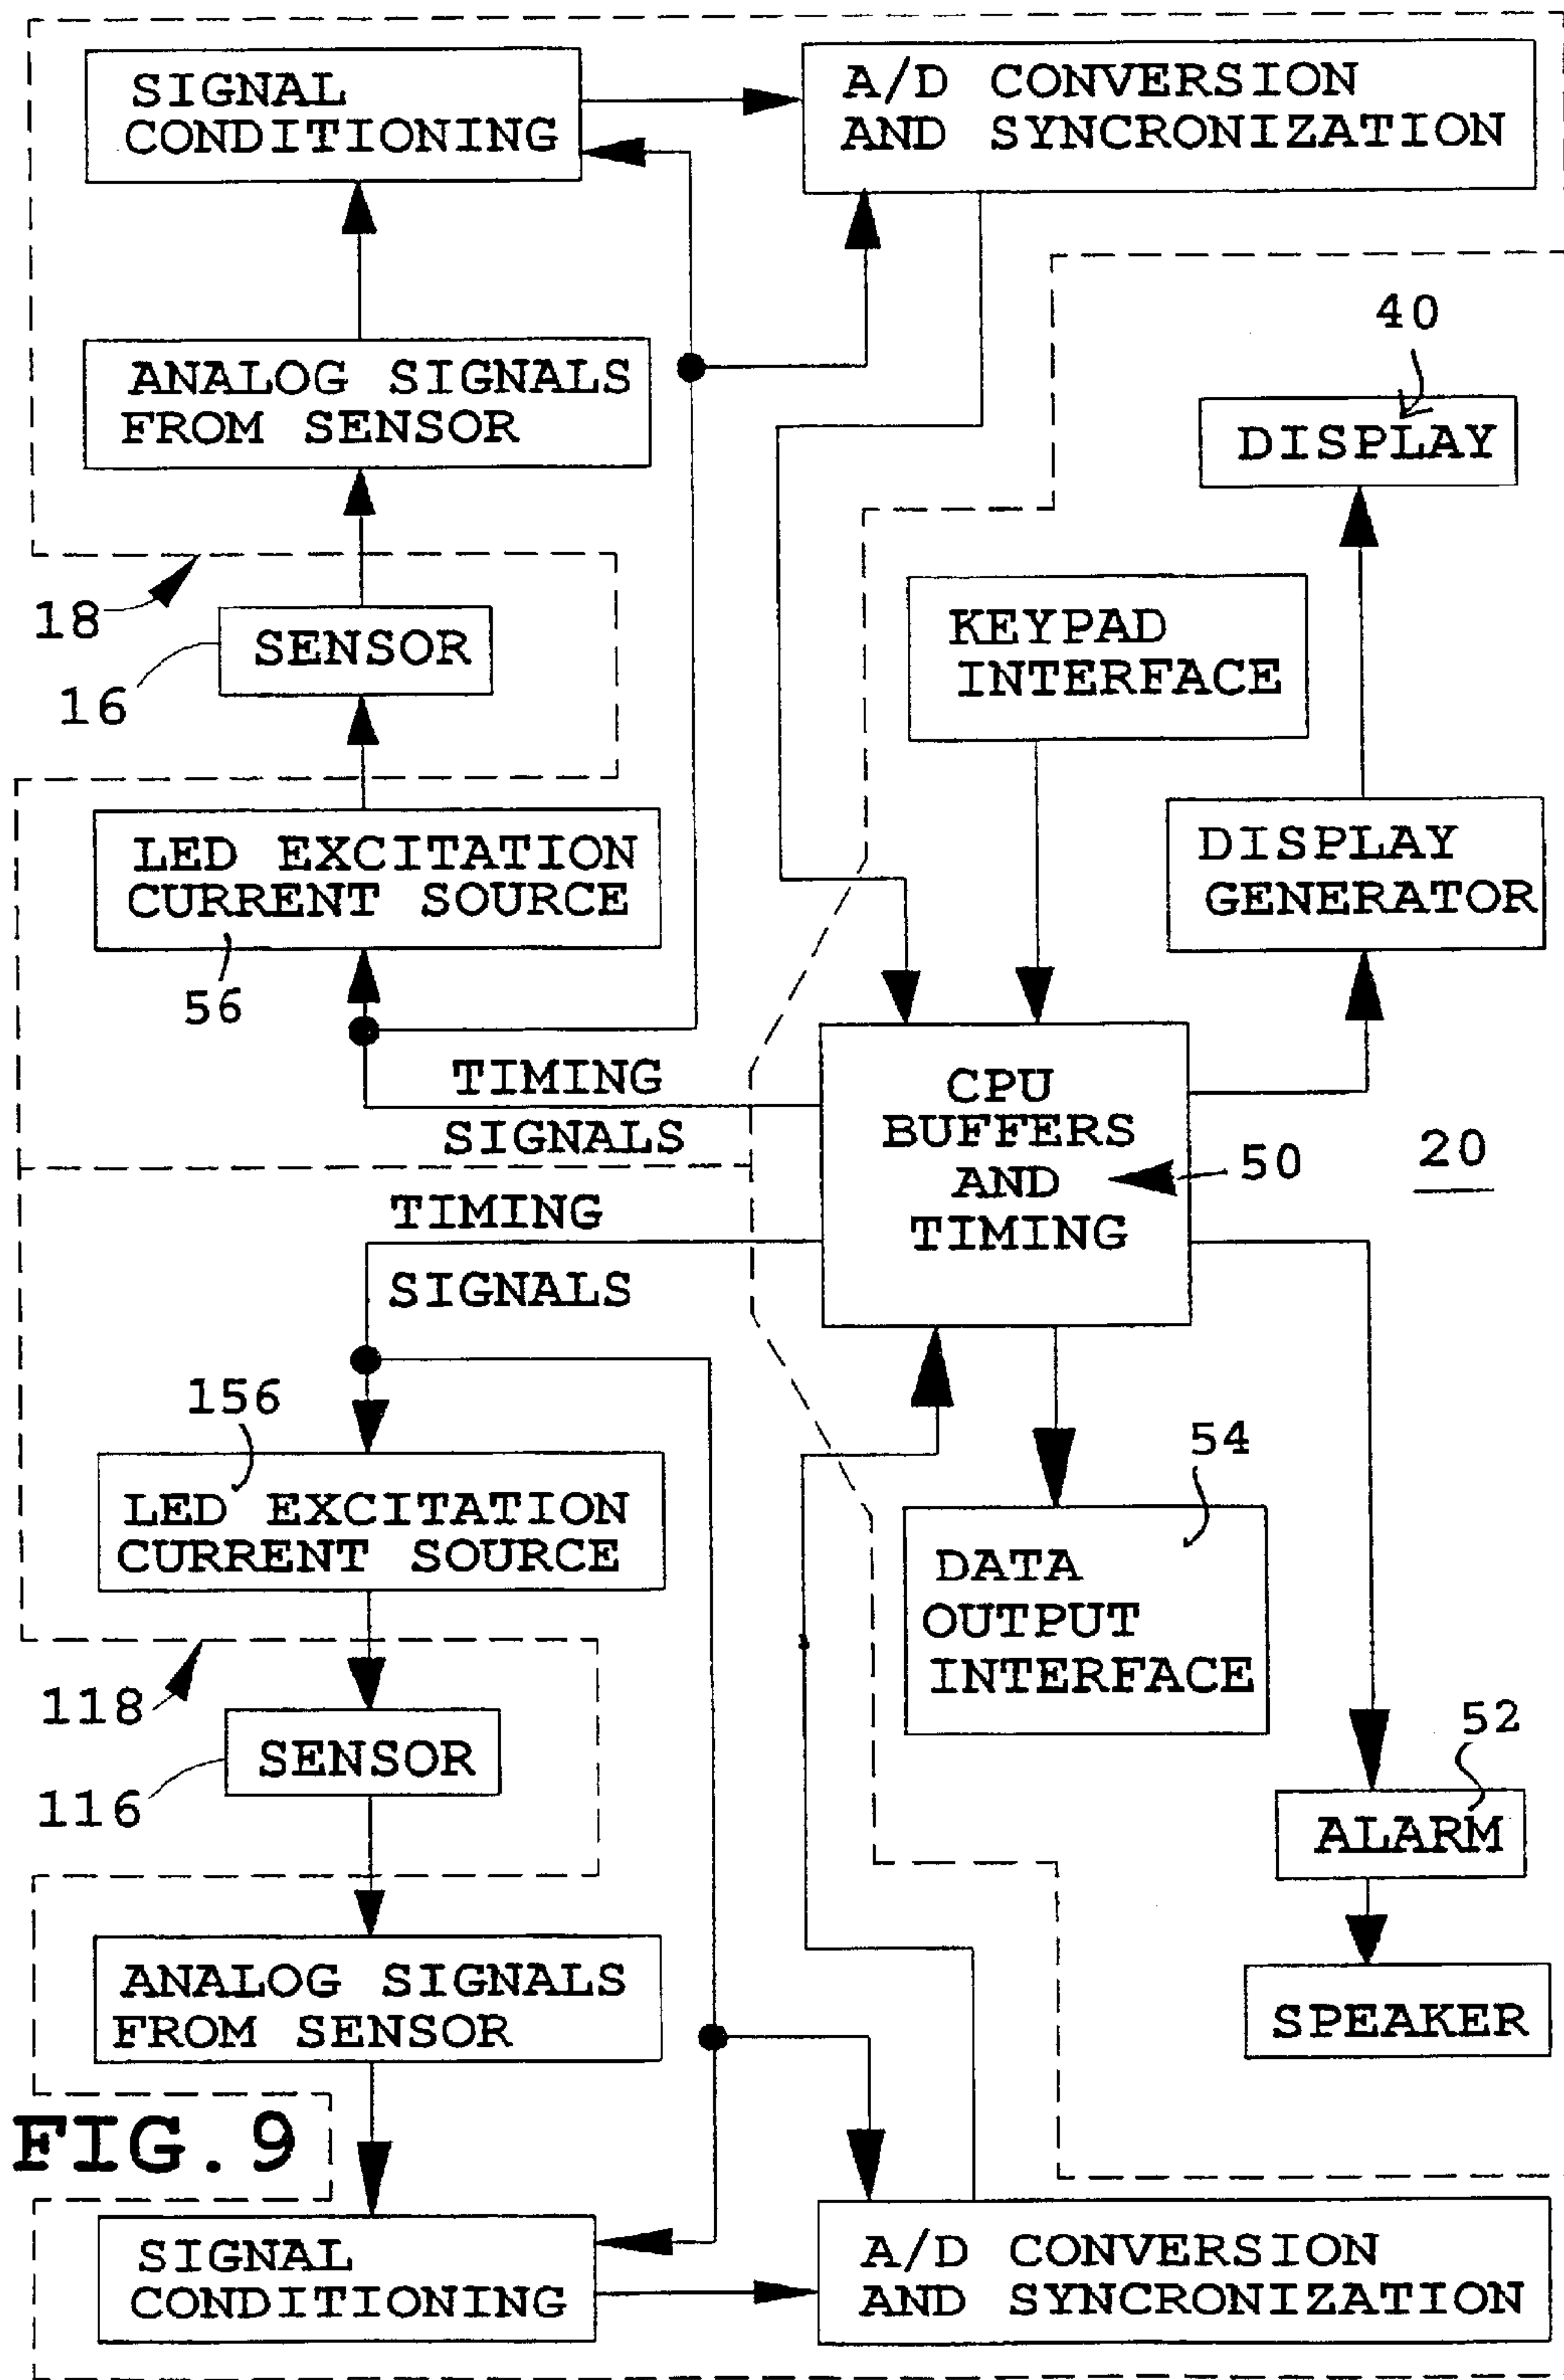 SIGNAL
CONDITIONING
A/D CONVERSION
AND SYNCRONIZATION
ANALOG SIGNALS
FROM SENSOR
40
DISPLAY
18
SENSOR
16
KEYPAD
INTERFACE
LED EXCITATION
CURRENT SOURCE
56
DISPLAY
GENERATOR
TIMING
SIGNALS
CPU
BUFFERS
AND
TIMING
50
20
TIMING
SIGNALS
156
LED EXCITATION
CURRENT SOURCE
54
DATA
OUTPUT
INTERFACE
118
SENSOR
116
52
ALARM
ANALOG SIGNALS
FROM SENSOR
SPEAKER
FIG. 9
SIGNAL
CONDITIONING
A/D CONVERSION
AND SYNCRONIZATION